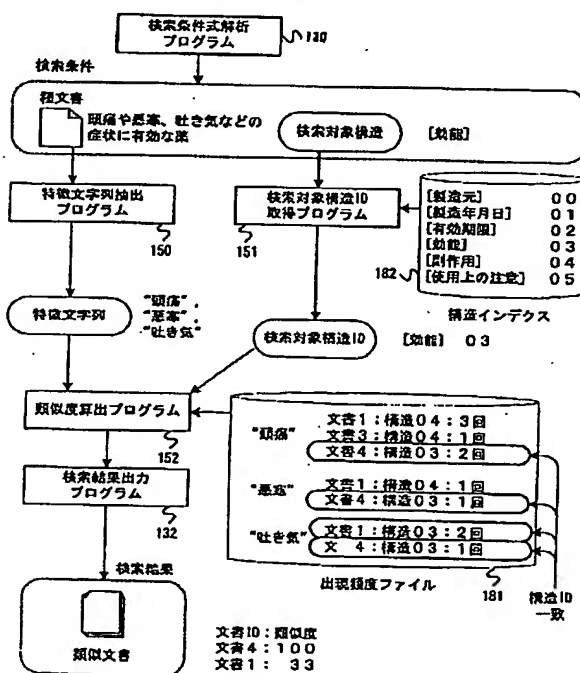 検索条件式解析
プログラム
130
検索条件
種文書
頭痛や悪寒、吐き気などの
症状に有効な薬
検索対象構造
[効能]
特徴文字列抽出
プログラム
150
検索対象構造ID
取得プログラム
151
[製造元] 00
[製造年月日] 01
[有効期限] 02
[効能] 03
[副作用] 04
[使用上の注意] 05
182
構造インデクス
特徴文字列
"頭痛",
"悪寒",
"吐き気"
検索対象構造ID
[効能] 03
類似度算出プログラム
152
"頭痛"
文書1:構造04:3回
文書3:構造04:1回
文書4:構造03:2回
"悪寒"
文書1:構造04:1回
文書4:構造03:1回
"吐き気"
文書1:構造03:2回
文 4:構造03:1回
出現頻度ファイル
181
構造ID
一致
検索結果出力
プログラム
132
検索結果
類似文書
文書ID:類似度
文書4:100
文書1: 33